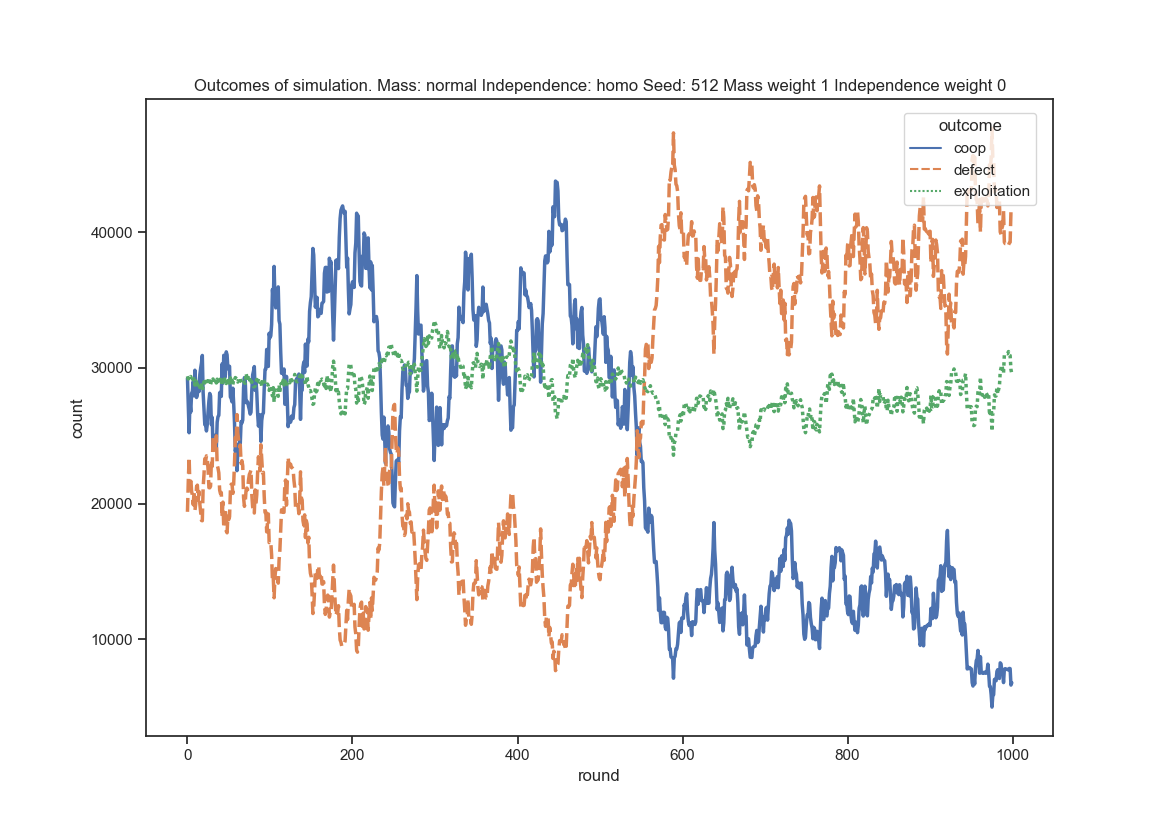 Outcomes of simulation. Mass: normal Independence: homo Seed: 512 Mass weight 1 Independence weight 0
outcome
coop
defect
exploitation
40000
30000
20000
10000
count
0 200 400 600 800 1000
round